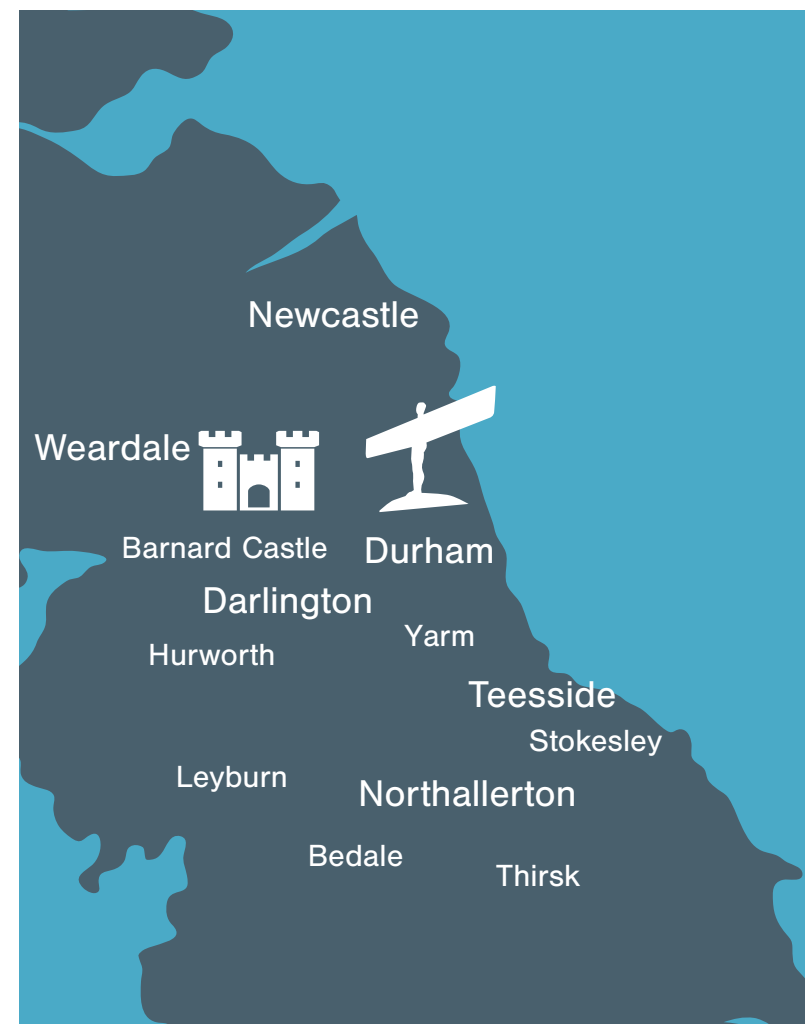 Newcastle
Weardale
Barnard Castle
Durham
Darlington
Yarm
Hurworth
Teesside
Stokesley
Leyburn
Northallerton
Bedale
Thirsk